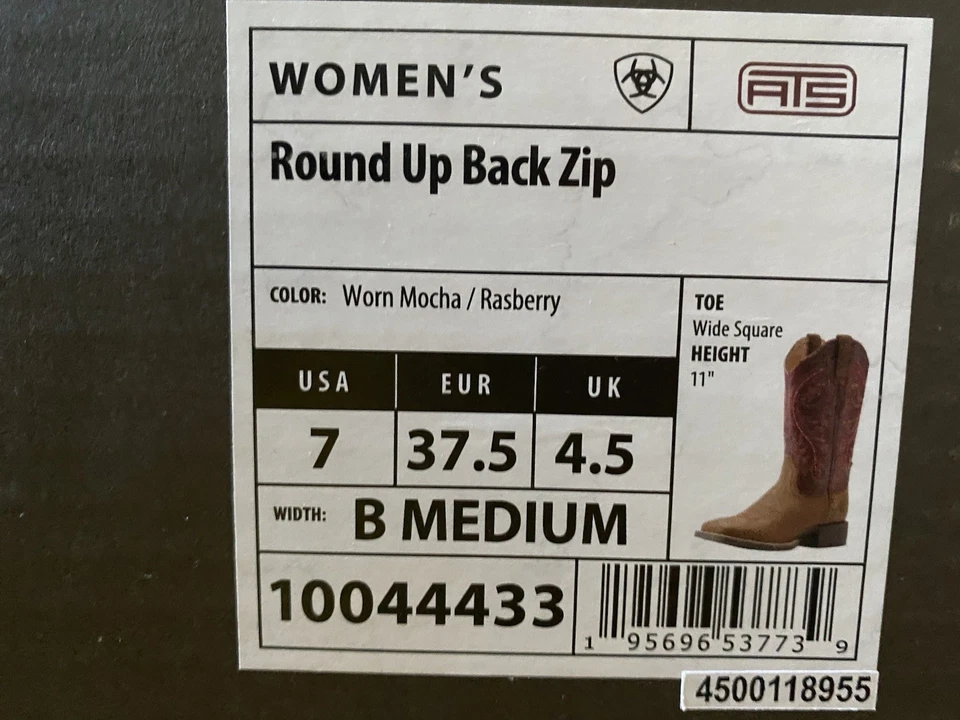 WOMEN'S
ATS
Round Up Back Zip
COLOR: Worn Mocha / Rasberry
TOE
Wide Square
HEIGHT
11"
USA EUR UK
7 37.5 4.5
WIDTH: B MEDIUM
10044433
1 95696 53773 9
4500118955